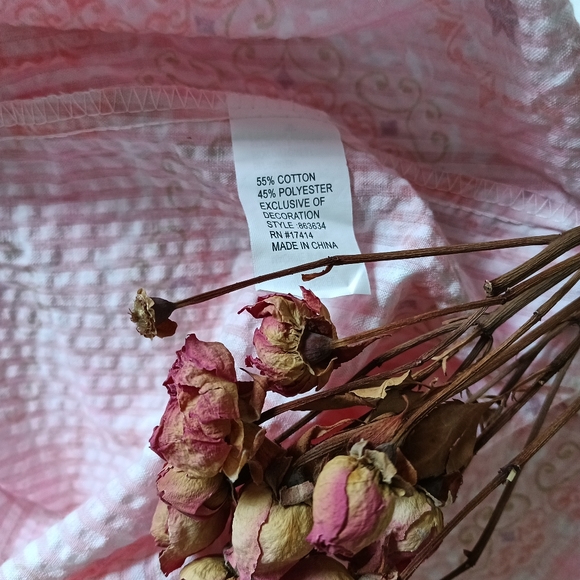 55% COTTON
45% POLYESTER
EXCLUSIVE OF
DECORATION
STYLE :863634
RN #17414
MADE IN CHINA